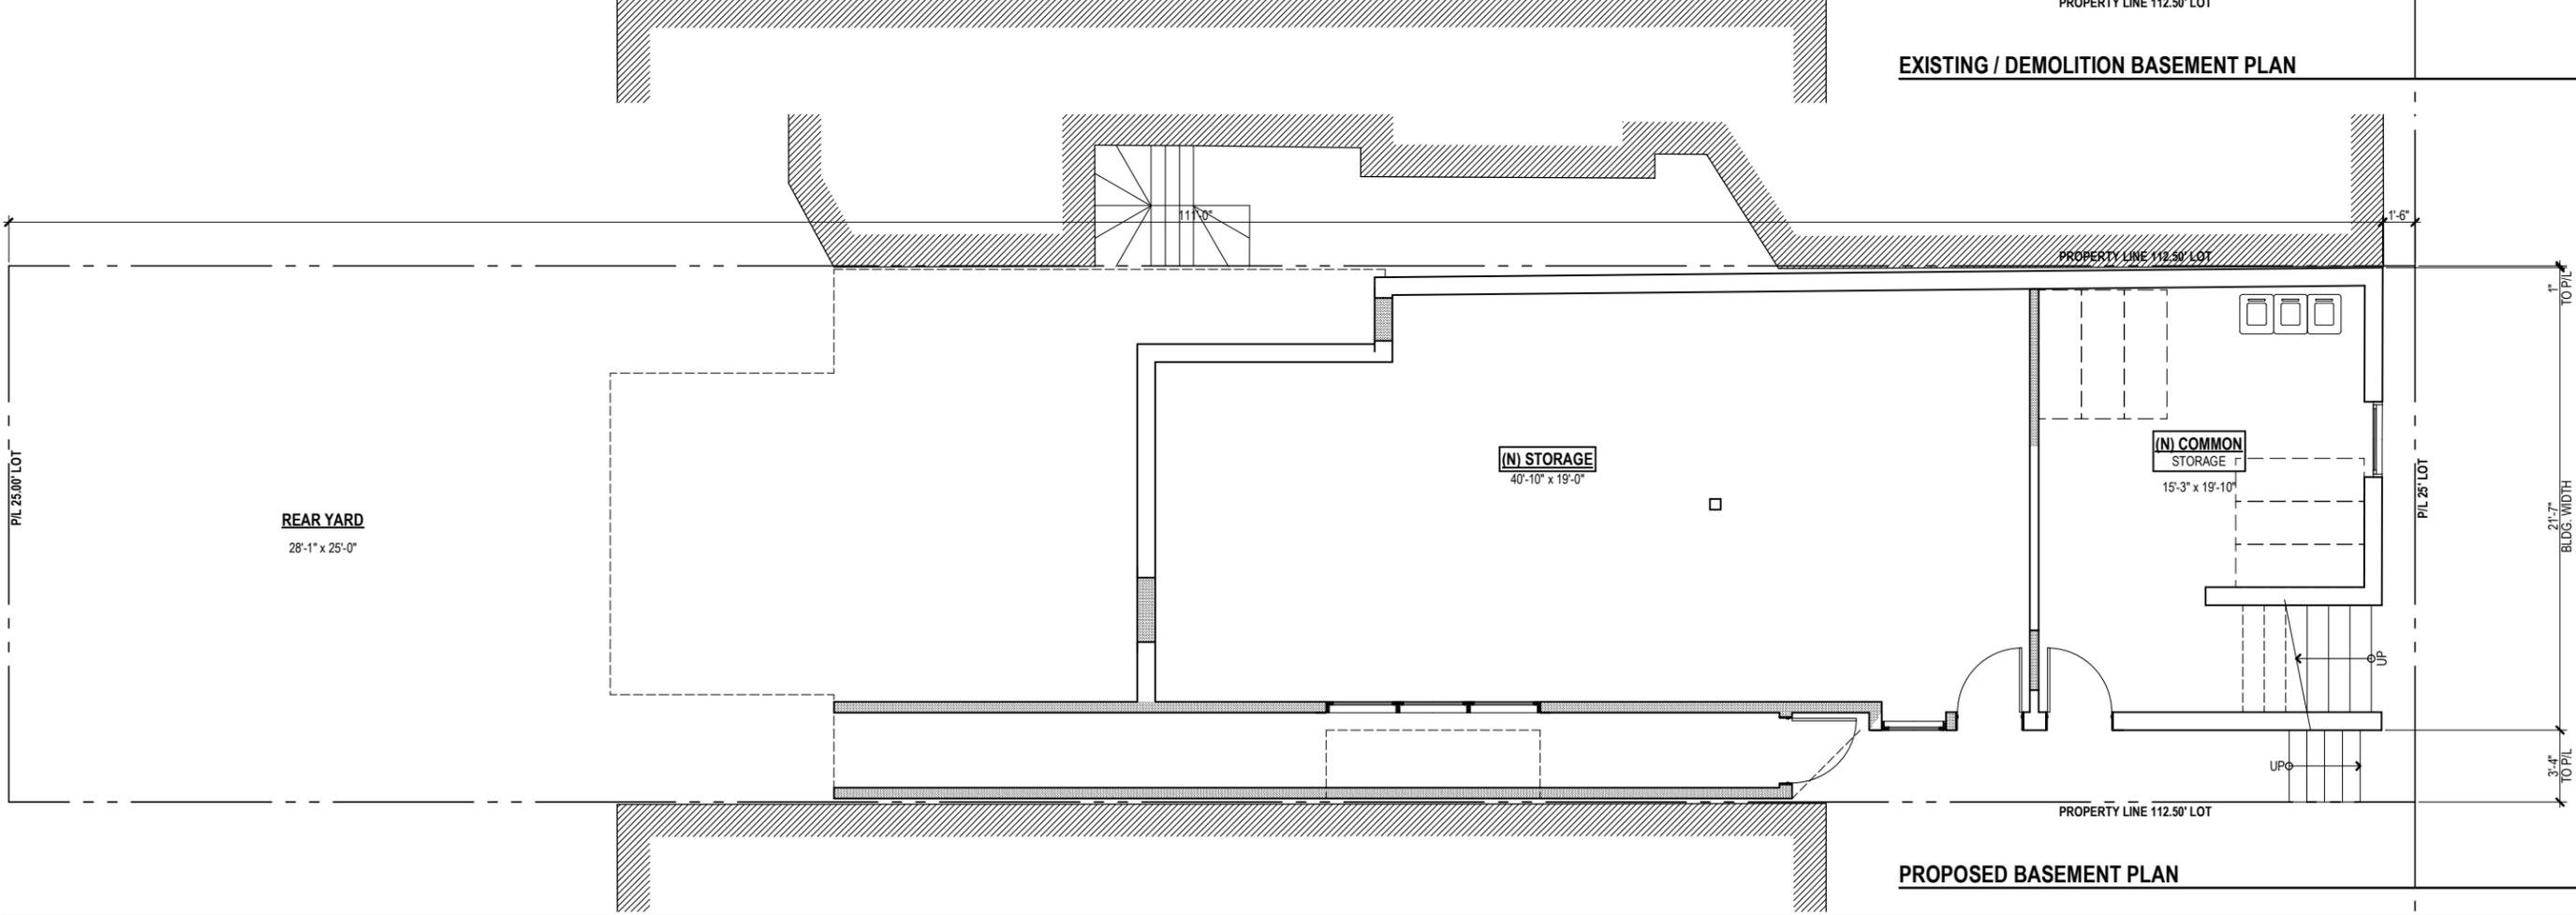 PROPERTY LINE 112.50' LOT
EXISTING / DEMOLITION BASEMENT PLAN
111'-0"
1'-6"
PROPERTY LINE 112.50' LOT
1"
TO P/L
P/L 25.00' LOT
REAR YARD
28'-1" x 25'-0"
(N) STORAGE
40'-10" x 19'-0"
(N) COMMON
STORAGE
15'-3" x 19'-10"
P/L 25' LOT
21'-7"
BLDG. WIDTH
UP
UP
3'-4"
TO P/L
PROPERTY LINE 112.50' LOT
PROPOSED BASEMENT PLAN